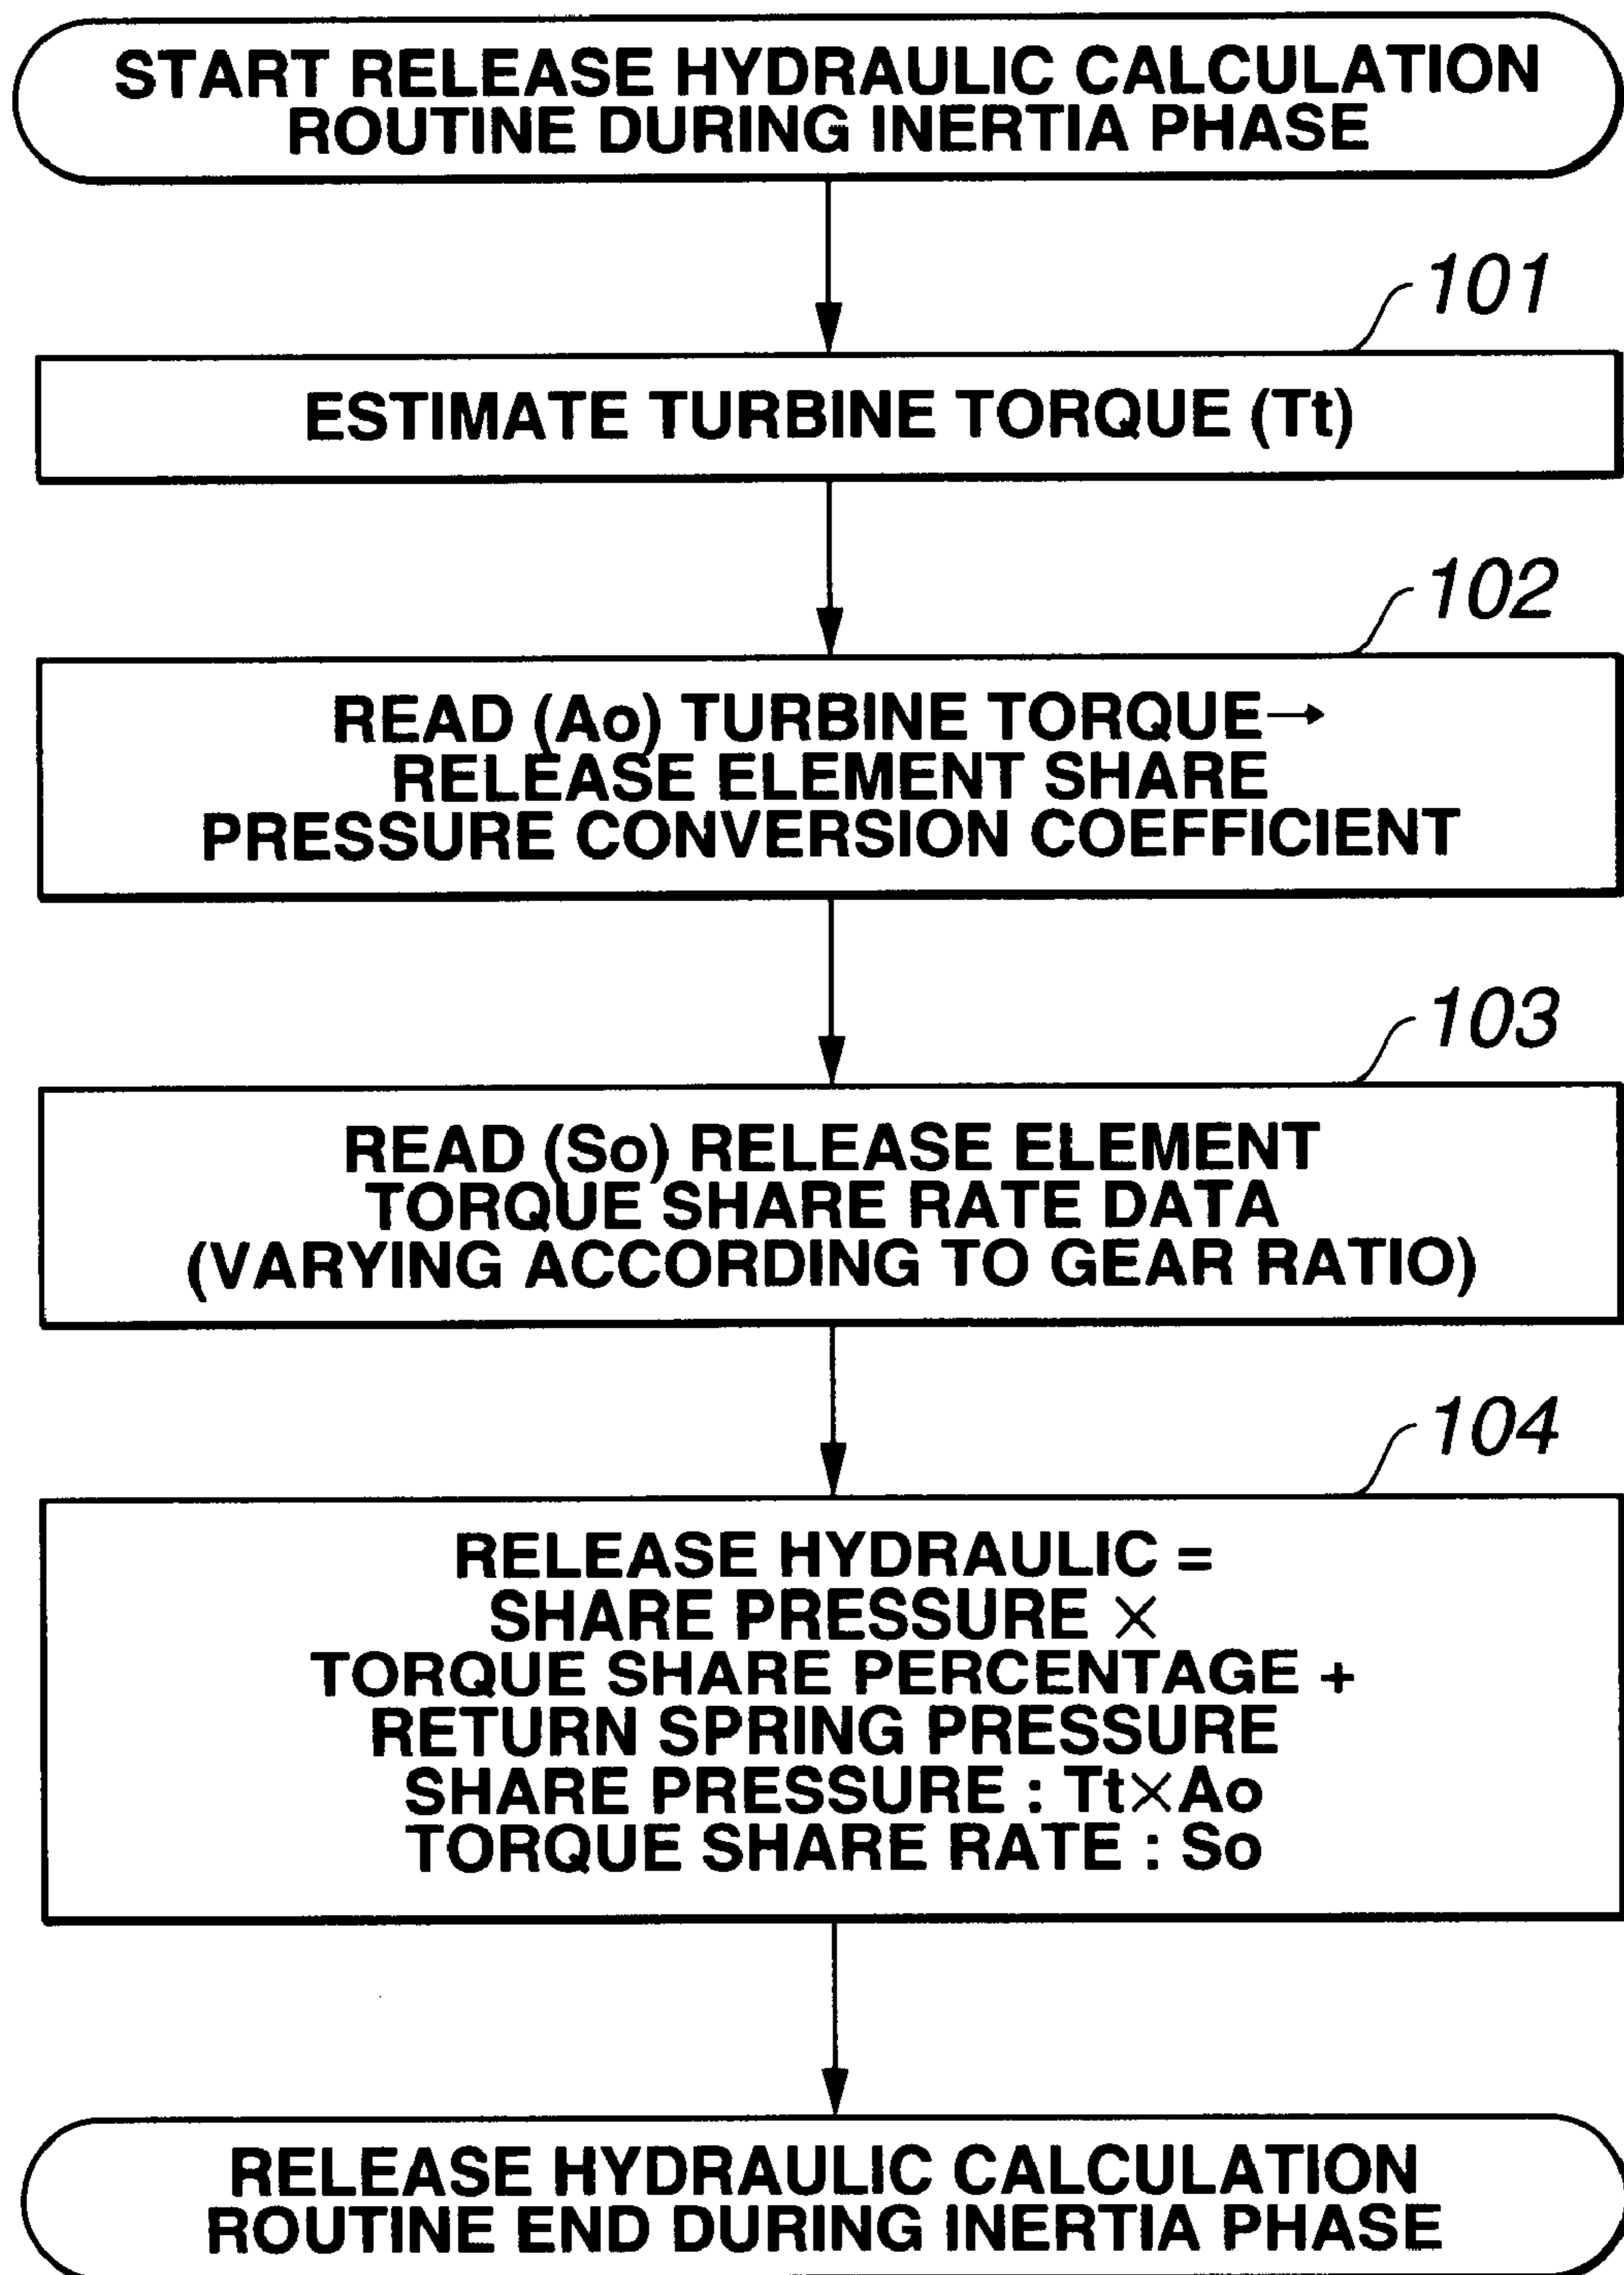 START RELEASE HYDRAULIC CALCULATION
ROUTINE DURING INERTIA PHASE
101
ESTIMATE TURBINE TORQUE (Tt)
102
READ (Ao) TURBINE TORQUE→
RELEASE ELEMENT SHARE
PRESSURE CONVERSION COEFFICIENT
103
READ (So) RELEASE ELEMENT
TORQUE SHARE RATE DATA
(VARYING ACCORDING TO GEAR RATIO)
104
RELEASE HYDRAULIC =
SHARE PRESSURE ×
TORQUE SHARE PERCENTAGE +
RETURN SPRING PRESSURE
SHARE PRESSURE : Tt×Ao
TORQUE SHARE RATE : So
RELEASE HYDRAULIC CALCULATION
ROUTINE END DURING INERTIA PHASE